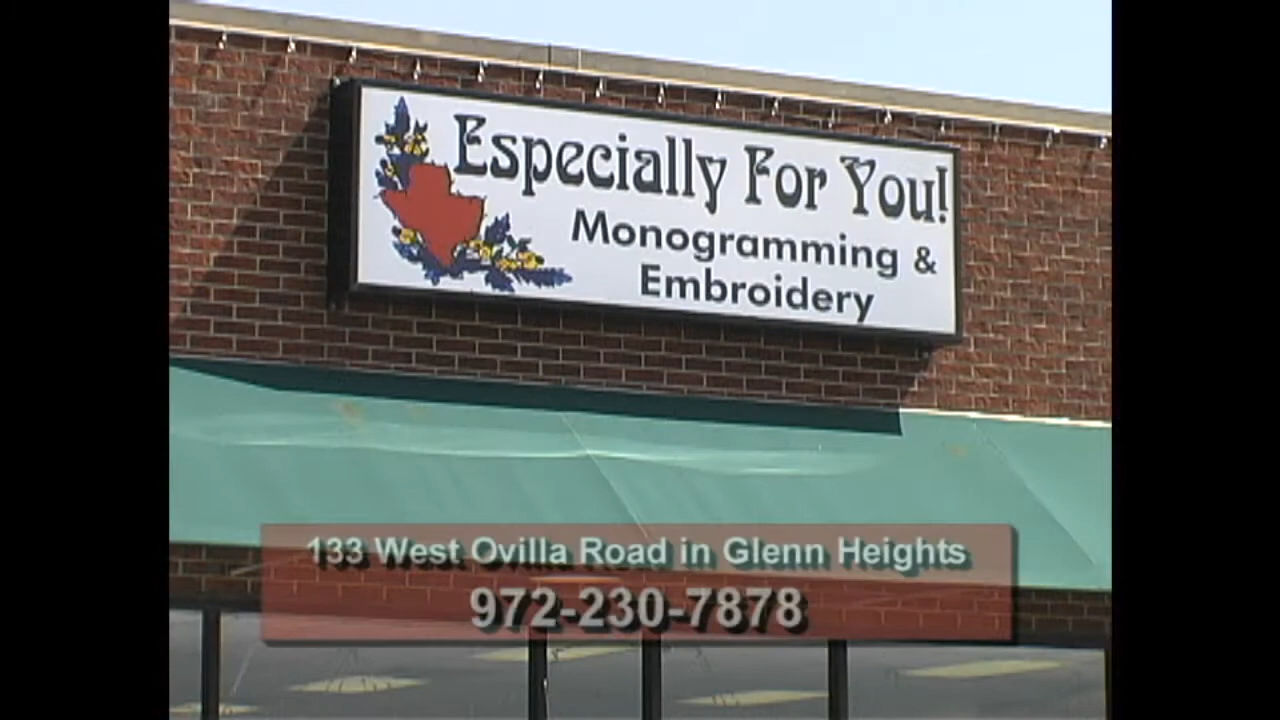 Especially For You!
Monogramming &
Embroidery
133 West Ovilla Road in Glenn Heights
972-230-7878